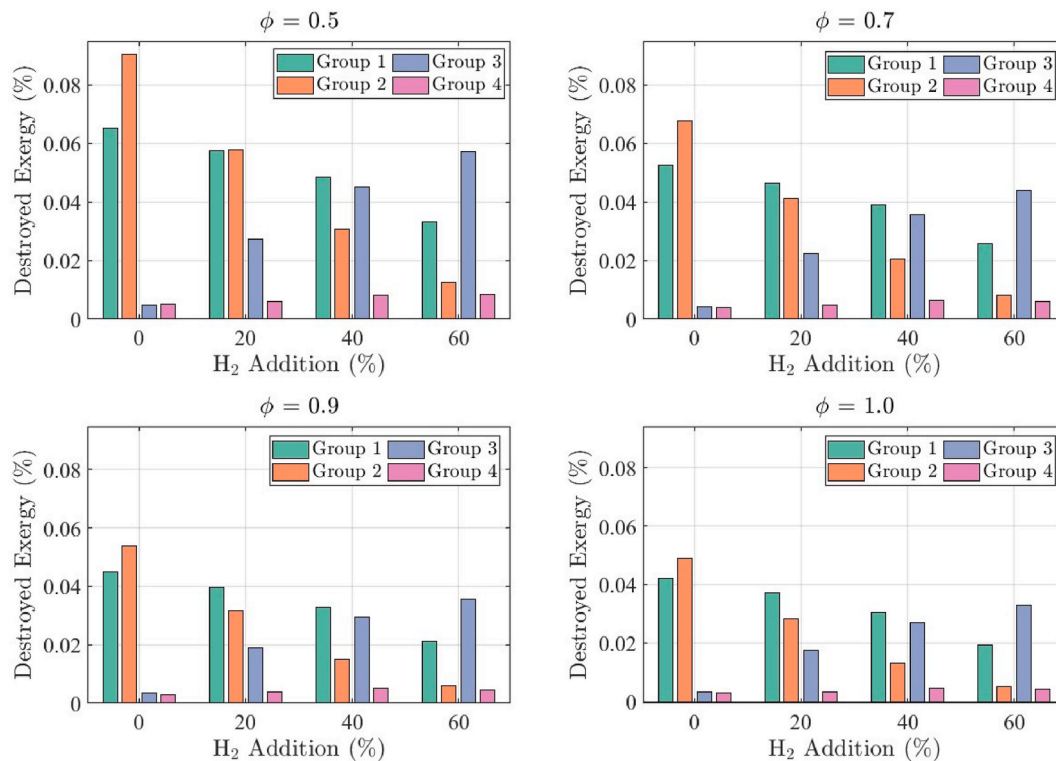 ϕ = 0.5
Destroyed Exergy (%)
0.08
0.06
0.04
0.02
0
Group 1 Group 3
Group 2 Group 4
0 20 40 60
H₂ Addition (%)
ϕ = 0.7
Destroyed Exergy (%)
0.08
0.06
0.04
0.02
0
Group 1 Group 3
Group 2 Group 4
0 20 40 60
H₂ Addition (%)
ϕ = 0.9
Destroyed Exergy (%)
0.08
0.06
0.04
0.02
0
Group 1 Group 3
Group 2 Group 4
0 20 40 60
H₂ Addition (%)
ϕ = 1.0
Destroyed Exergy (%)
0.08
0.06
0.04
0.02
0
Group 1 Group 3
Group 2 Group 4
0 20 40 60
H₂ Addition (%)